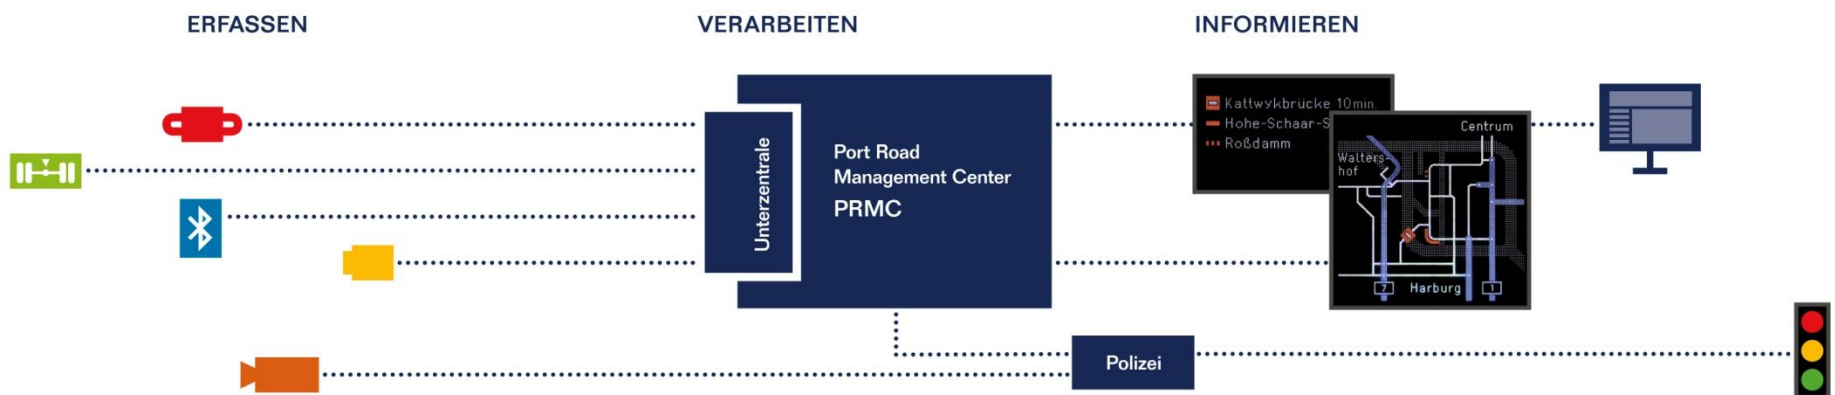 ERFASSEN
VERARBEITEN
INFORMIEREN
Unterzentrale
Port Road
Management Center
PRMC
Kattwykbrücke 10min.
Hohe-Schaar-S
Roßdamm
Centrum
Walters-
hof
7
Harburg
1
Polizei